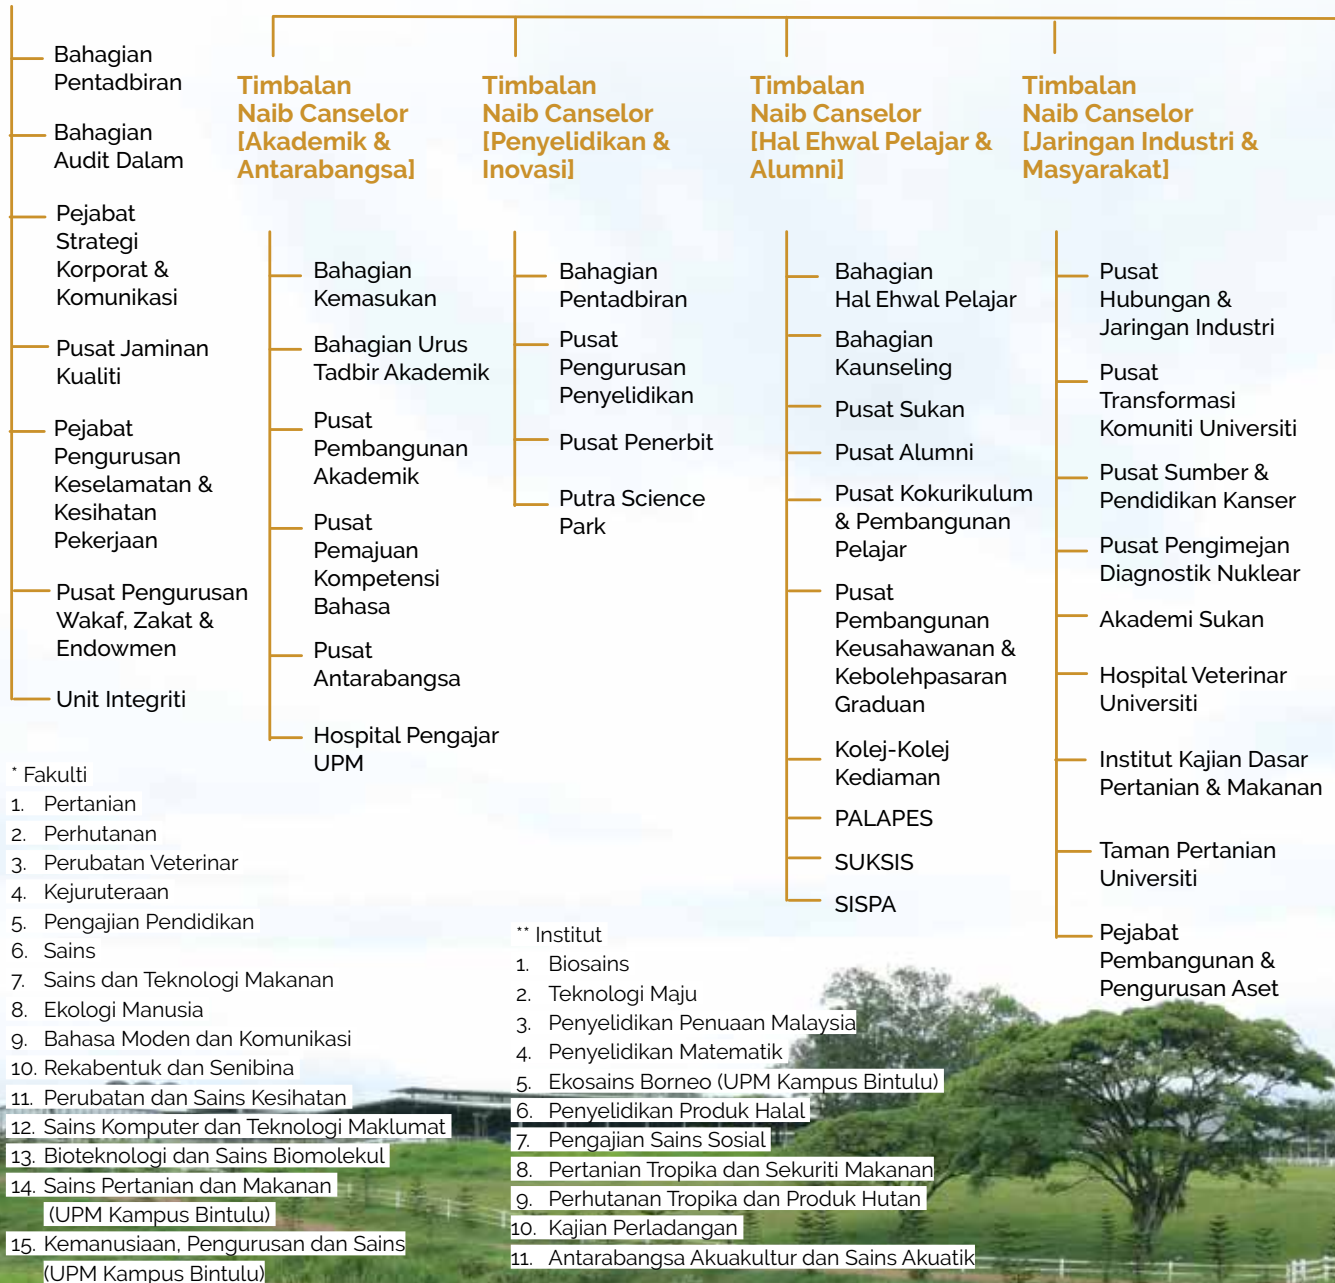 Bahagian
Pentadbiran
Bahagian
Audit Dalam
Pejabat
Strategi
Korporat &
Komunikasi
Pusat Jaminan
Kualiti
Pejabat
Pengurusan
Keselamatan &
Kesihatan
Pekerjaan
Pusat Pengurusan
Wakaf, Zakat &
Endowmen
Unit Integriti
Timbalan
Naib Canselor
[Akademik &
Antarabangsa]
Bahagian
Kemasukan
Bahagian Urus
Tadbir Akademik
Pusat
Pembangunan
Akademik
Pusat
Pemajuan
Kompetensi
Bahasa
Pusat
Antarabangsa
Hospital Pengajar
UPM
Timbalan
Naib Canselor
[Penyelidikan &
Inovasi]
Bahagian
Pentadbiran
Pusat
Pengurusan
Penyelidikan
Pusat Penerbit
Putra Science
Park
Timbalan
Naib Canselor
[Hal Ehwal Pelajar &
Alumni]
Bahagian
Hal Ehwal Pelajar
Bahagian
Kaunseling
Pusat Sukan
Pusat Alumni
Pusat Kokurikulum
& Pembangunan
Pelajar
Pusat
Pembangunan
Keusahawanan &
Kebolehpasaran
Graduan
Kolej-Kolej
Kediaman
PALAPES
SUKSIS
SISPA
Timbalan
Naib Canselor
[Jaringan Industri &
Masyarakat]
Pusat
Hubungan &
Jaringan Industri
Pusat
Transformasi
Komuniti Universiti
Pusat Sumber &
Pendidikan Kanser
Pusat Pengimejan
Diagnostik Nuklear
Akademi Sukan
Hospital Veterinar
Universiti
Institut Kajian Dasar
Pertanian & Makanan
Taman Pertanian
Universiti
Pejabat
Pembangunan &
Pengurusan Aset
* Fakulti
1. Pertanian
2. Perhutanan
3. Perubatan Veterinar
4. Kejuruteraan
5. Pengajian Pendidikan
6. Sains
7. Sains dan Teknologi Makanan
8. Ekologi Manusia
9. Bahasa Moden dan Komunikasi
10. Rekabentuk dan Senibina
11. Perubatan dan Sains Kesihatan
12. Sains Komputer dan Teknologi Maklumat
13. Bioteknologi dan Sains Biomolekul
14. Sains Pertanian dan Makanan
(UPM Kampus Bintulu)
15. Kemanusiaan, Pengurusan dan Sains
(UPM Kampus Bintulu)
** Institut
1. Biosains
2. Teknologi Maju
3. Penyelidikan Penuaan Malaysia
4. Penyelidikan Matematik
5. Ekosains Borneo (UPM Kampus Bintulu)
6. Penyelidikan Produk Halal
7. Pengajian Sains Sosial
8. Pertanian Tropika dan Sekuriti Makanan
9. Perhutanan Tropika dan Produk Hutan
10. Kajian Perladangan
11. Antarabangsa Akuakultur dan Sains Akuatik